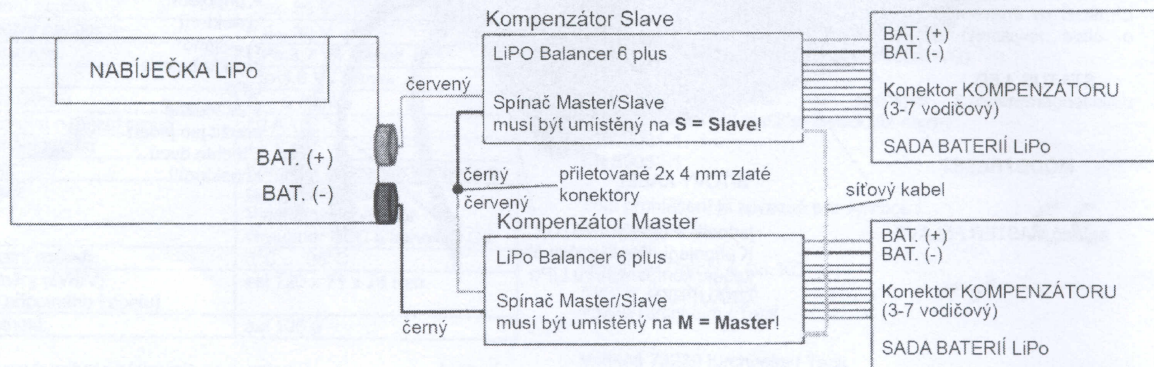 Kompenzátor Slave
NABÍJEČKA LiPo
BAT. (+)
BAT. (-)
červený
LiPO Balancer 6 plus
Spínač Master/Slave
musí být umístěný na S = Slave!
BAT. (+)
BAT. (-)
Konektor KOMPENZÁTORU
(3-7 vodičový)
SADA BATERIÍ LiPo
černý
červený
přiletované 2x 4 mm zlaté
konektory
síťový kabel
Kompenzátor Master
LiPo Balancer 6 plus
Spínač Master/Slave
musí být umístěný na M = Master!
černý
BAT. (+)
BAT. (-)
Konektor KOMPENZÁTORU
(3-7 vodičový)
SADA BATERIÍ LiPo